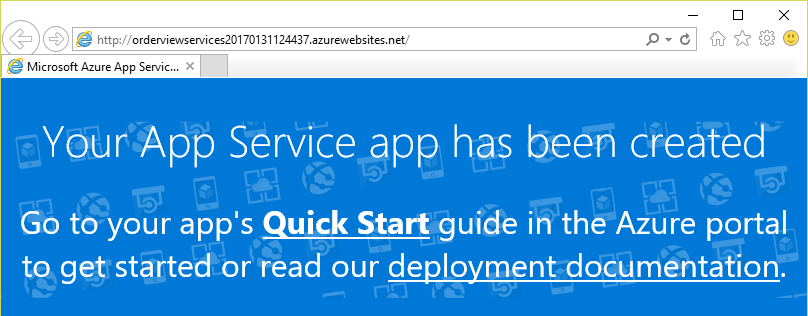 http://orderviewservices20170131124437.azurewebsites.net/
Microsoft Azure App Servic...
Your App Service app has been created
Go to your app's Quick Start guide in the Azure portal
to get started or read our deployment documentation.